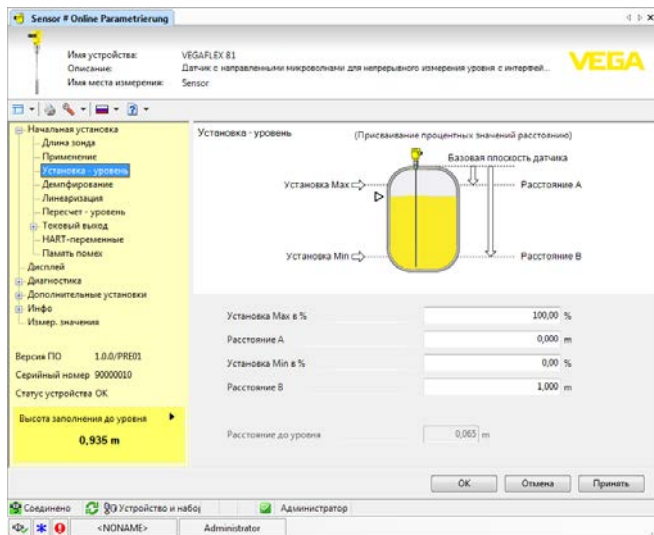 Sensor # Online Parametrierung
Имя устройства: VEGAFLEX 81
Описание: Датчик с направленными микроволнами для непрерывного измерения уровня с интерфей...
Имя места измерения: Sensor
VEGA
Начальная установка
Длина зонда
Применение
Установка - уровень
Демпфирование
Линеаризация
Пересчет - уровень
Токовый выход
HART-переменные
Память помех
Дисплей
Диагностика
Дополнительные установки
Инфо
Измер. значения
Версия ПО 1.0.0/PRE01
Серийный номер 90000010
Статус устройства OK
Высота заполнения до уровня
0,935 m
Установка - уровень (Присваивание процентных значений расстоянию)
Базовая плоскость датчика
Установка Max
Расстояние A
Установка Min
Расстояние B
Установка Max в % 100,00 %
Расстояние A 0,000 m
Установка Min в % 0,00 %
Расстояние B 1,000 m
Расстояние до уровня 0,065 m
OK Отмена Принять
Соединено Устройство и набор Администратор
<NONAME> Administrator